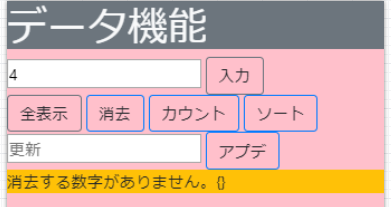 データ機能
4 入力
全表示 消去 カウント ソート
更新 アプデ
消去する数字がありません。{}